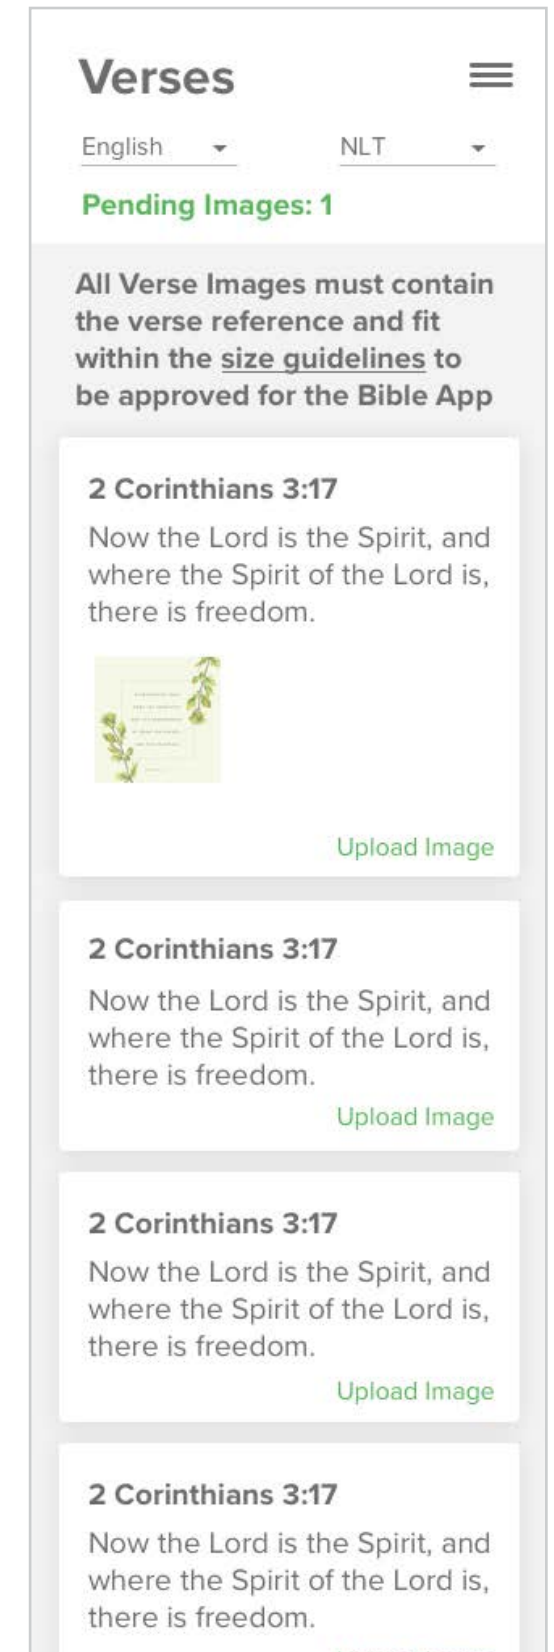 Verses
English
NLT
Pending Images: 1
All Verse Images must contain
the verse reference and fit
within the size guidelines to
be approved for the Bible App
2 Corinthians 3:17
Now the Lord is the Spirit, and
where the Spirit of the Lord is,
there is freedom.
Upload Image
2 Corinthians 3:17
Now the Lord is the Spirit, and
where the Spirit of the Lord is,
there is freedom.
Upload Image
2 Corinthians 3:17
Now the Lord is the Spirit, and
where the Spirit of the Lord is,
there is freedom.
Upload Image
2 Corinthians 3:17
Now the Lord is the Spirit, and
where the Spirit of the Lord is,
there is freedom.